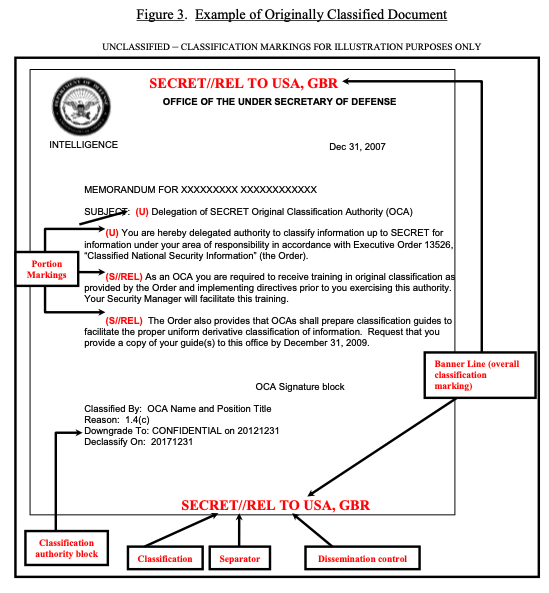 Figure 3. Example of Originally Classified Document
UNCLASSIFIED – CLASSIFICATION MARKINGS FOR ILLUSTRATION PURPOSES ONLY
SECRET//REL TO USA, GBR
OFFICE OF THE UNDER SECRETARY OF DEFENSE
INTELLIGENCE
Dec 31, 2007
MEMORANDUM FOR XXXXXXXXX XXXXXXXXXXXX
SUBJECT: (U) Delegation of SECRET Original Classification Authority (OCA)
(U) You are hereby delegated authority to classify information up to SECRET for
information under your area of responsibility in accordance with Executive Order 13526,
"Classified National Security Information" (the Order).
Portion
Markings
(S//REL) As an OCA you are required to receive training in original classification as
provided by the Order and implementing directives prior to you exercising this authority.
Your Security Manager will facilitate this training.
(S//REL) The Order also provides that OCAs shall prepare classification guides to
facilitate the proper uniform derivative classification of information. Request that you
provide a copy of your guide(s) to this office by December 31, 2009.
Banner Line (overall
classification
marking)
OCA Signature block
Classified By: OCA Name and Position Title
Reason: 1.4(c)
Downgrade To: CONFIDENTIAL on 20121231
Declassify On: 20171231
SECRET//REL TO USA, GBR
Classification
authority block
Classification
Separator
Dissemination control